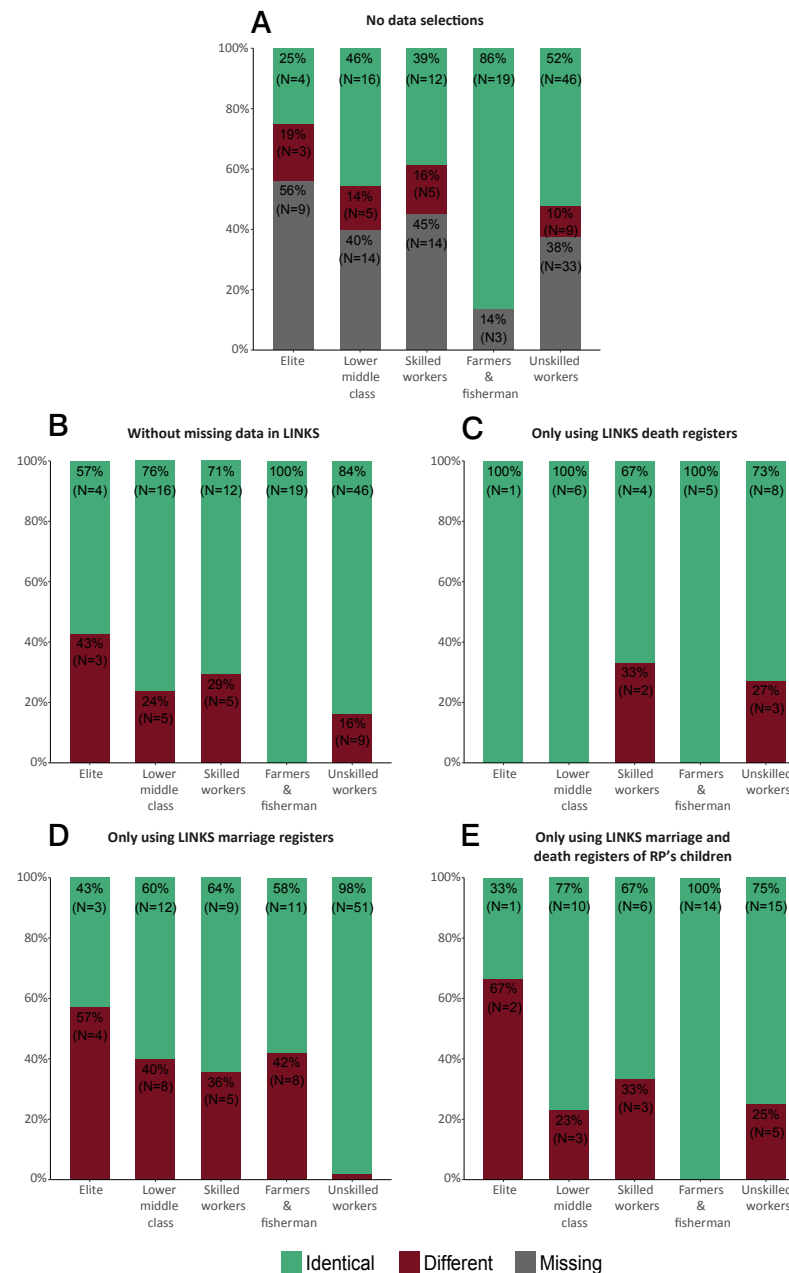 A
No data selections
100%
80%
60%
40%
20%
0%
25%
(N=4)
19%
(N=3)
56%
(N=9)
46%
(N=16)
14%
(N=5)
40%
(N=14)
39%
(N=12)
16%
(N5)
45%
(N=14)
86%
(N=19)
14%
(N3)
52%
(N=46)
10%
(N=9)
38%
(N=33)
Elite
Lower
middle
class
Skilled
workers
Farmers
&
fisherman
Unskilled
workers
B
Without missing data in LINKS
100%
80%
60%
40%
20%
0%
57%
(N=4)
43%
(N=3)
76%
(N=16)
24%
(N=5)
71%
(N=12)
29%
(N=5)
100%
(N=19)
84%
(N=46)
16%
(N=9)
Elite
Lower
middle
class
Skilled
workers
Farmers
&
fisherman
Unskilled
workers
C
Only using LINKS death registers
100%
80%
60%
40%
20%
0%
100%
(N=1)
100%
(N=6)
67%
(N=4)
33%
(N=2)
100%
(N=5)
73%
(N=8)
27%
(N=3)
Elite
Lower
middle
class
Skilled
workers
Farmers
&
fisherman
Unskilled
workers
D
Only using LINKS marriage registers
100%
80%
60%
40%
20%
0%
43%
(N=3)
57%
(N=4)
60%
(N=12)
40%
(N=8)
64%
(N=9)
36%
(N=5)
58%
(N=11)
42%
(N=8)
98%
(N=51)
Elite
Lower
middle
class
Skilled
workers
Farmers
&
fisherman
Unskilled
workers
E
Only using LINKS marriage and
death registers of RP's children
100%
80%
60%
40%
20%
0%
33%
(N=1)
67%
(N=2)
77%
(N=10)
23%
(N=3)
67%
(N=6)
33%
(N=3)
100%
(N=14)
75%
(N=15)
25%
(N=5)
Elite
Lower
middle
class
Skilled
workers
Farmers
&
fisherman
Unskilled
workers
Identical
Different
Missing